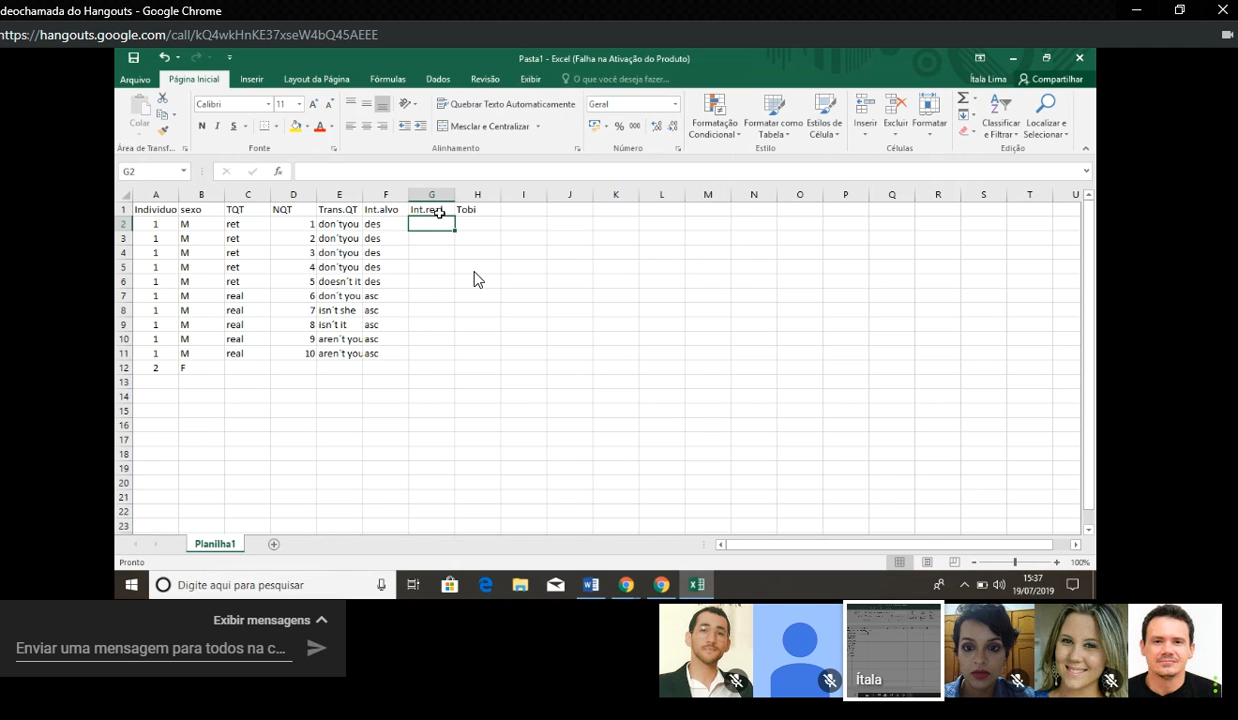 deochamada do Hangouts - Google Chrome
https://hangouts.google.com/call/kQ4wkHnKE37xseW4bQ45AEEE
Pasta1 - Excel (Falha na Ativação do Produto)
Arquivo Página Inicial Inserir Layout da Página Fórmulas Dados Revisão Exibir O que você deseja fazer... Ítala Lima Compartilhar
Calibri 11 A A Quebrar Texto Automaticamente Geral
Colar N I S A Mesclar e Centralizar % 000
Formatação Condicional Formatar como Tabela Estilos de Célula Inserir Excluir Formatar Classificar e Filtrar Localizar e Selecionar
Área de Transf... Fonte Alinhamento Número Estilo Células Edição
G2 fx
A B C D E F G H I J K L M N O P Q R S T U
1 Individuo sexo TQT NQT Trans.QT Int.alvo Tobi
2 1 M ret 1 don´tyou des
3 1 M ret 2 don´tyou des
4 1 M ret 3 don´tyou des
5 1 M ret 4 don´tyou des
6 1 M ret 5 doesn´t it des
7 1 M real 6 don´t you asc
8 1 M real 7 isn´t she asc
9 1 M real 8 isn´t it asc
10 1 M real 9 aren´t you asc
11 1 M real 10 aren´t you asc
12 2 F
13
14
15
16
17
18
19
20
21
22
23
Planilha1
Pronto 100%
Digite aqui para pesquisar
15:37
19/07/2019
Exibir mensagens
Enviar uma mensagem para todos na c...
Ítala